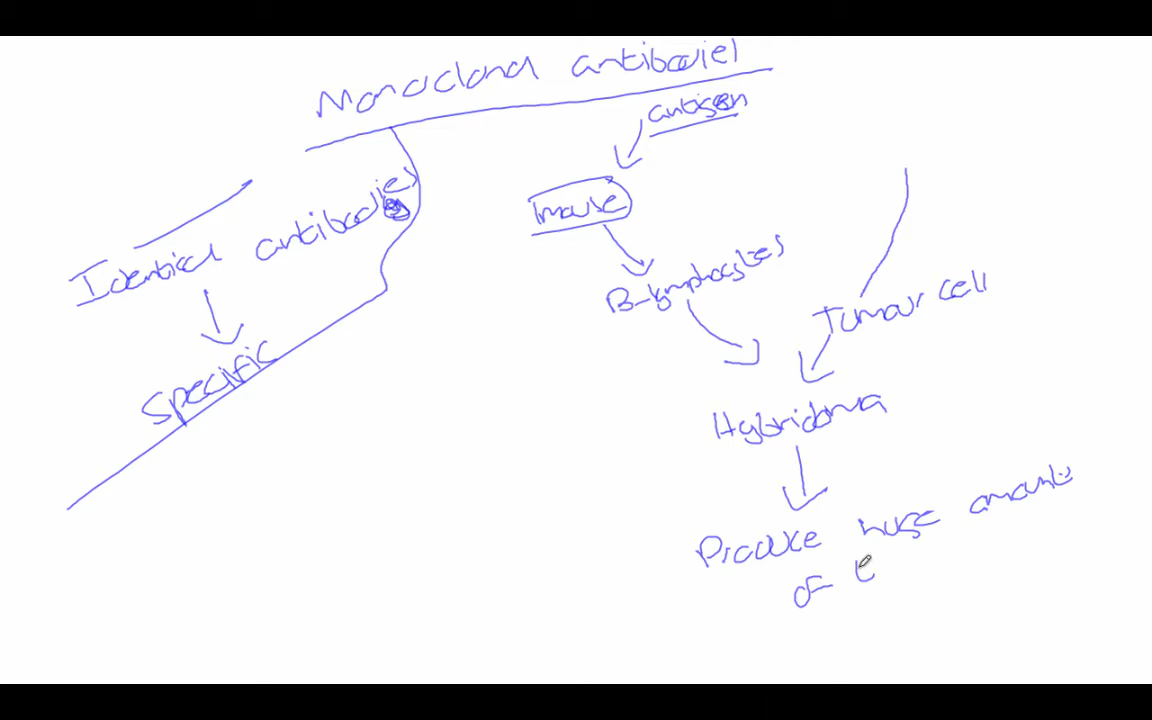 Monoclonal antibodies
antigen
Identical antibodies
mouse
B-lymphocytes
Tumour cell
Specific
Hybridoma
Produce huge amounts
of t